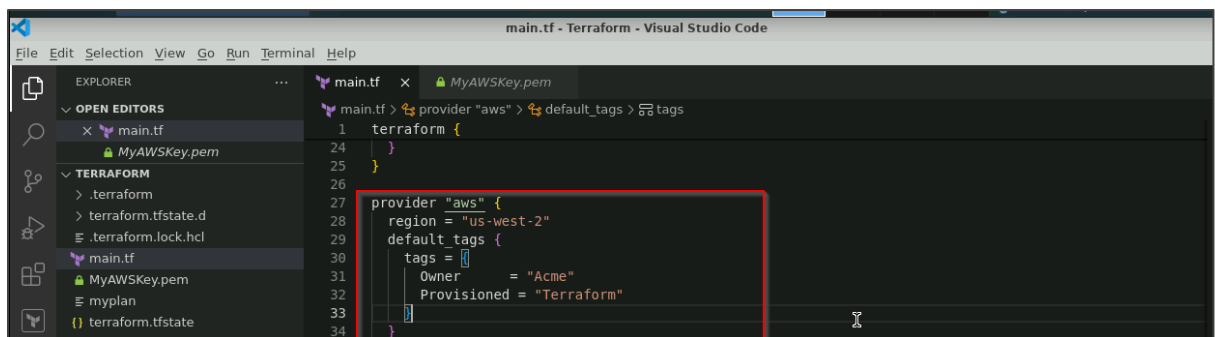 main.tf - Terraform - Visual Studio Code
File Edit Selection View Go Run Terminal Help
EXPLORER ...
OPEN EDITORS
main.tf
MyAWSKey.pem
TERRAFORM
.terraform
terraform.tfstate.d
.terraform.lock.hcl
main.tf
MyAWSKey.pem
myplan
{} terraform.tfstate
main.tf MyAWSKey.pem
main.tf > provider "aws" > default_tags > tags
1 terraform {
24 }
25 }
26
27 provider "aws" {
28 region = "us-west-2"
29 default_tags {
30 tags = {
31 Owner = "Acme"
32 Provisioned = "Terraform"
33 }
34 }